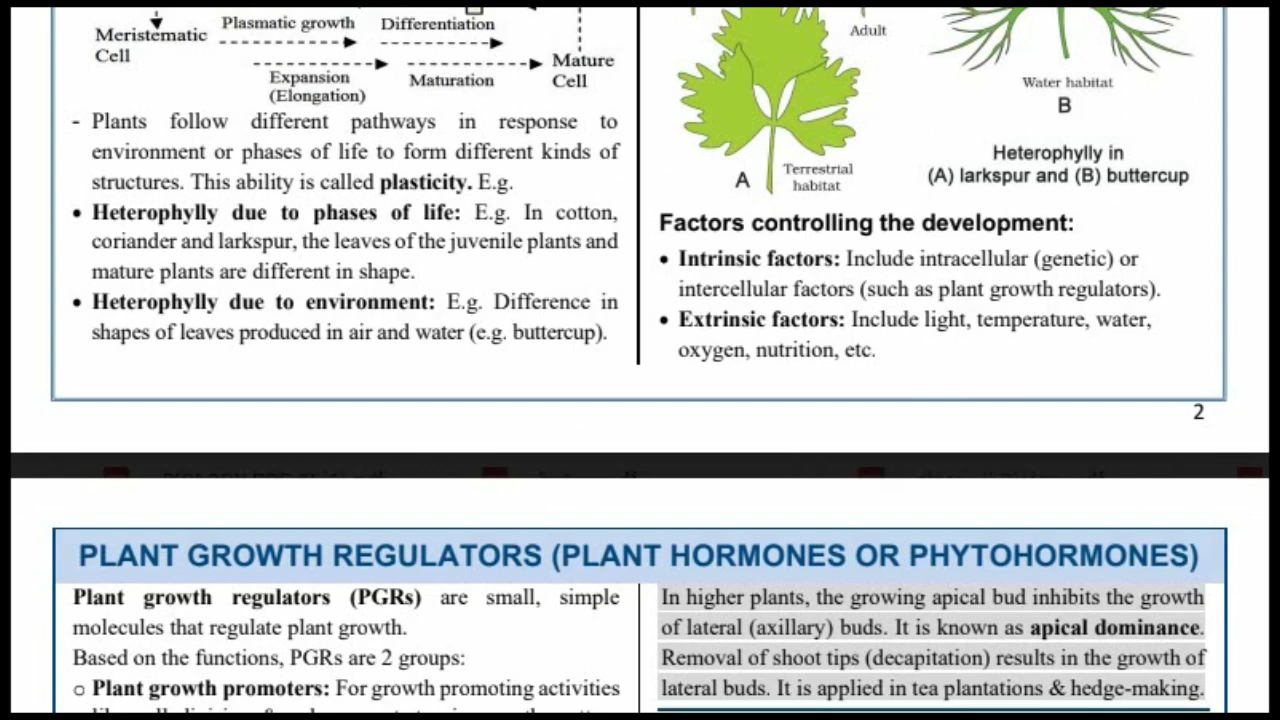 Meristematic
Cell
Plasmatic growth
Differentiation
Expansion
(Elongation)
Maturation
Mature
Cell
- Plants follow different pathways in response to
environment or phases of life to form different kinds of
structures. This ability is called plasticity. E.g.
• Heterophylly due to phases of life: E.g. In cotton,
coriander and larkspur, the leaves of the juvenile plants and
mature plants are different in shape.
• Heterophylly due to environment: E.g. Difference in
shapes of leaves produced in air and water (e.g. buttercup).
Adult
A
Terrestrial
habitat
Water habitat
B
Heterophylly in
(A) larkspur and (B) buttercup
Factors controlling the development:
• Intrinsic factors: Include intracellular (genetic) or
intercellular factors (such as plant growth regulators).
• Extrinsic factors: Include light, temperature, water,
oxygen, nutrition, etc.
2
PLANT GROWTH REGULATORS (PLANT HORMONES OR PHYTOHORMONES)
Plant growth regulators (PGRs) are small, simple
molecules that regulate plant growth.
Based on the functions, PGRs are 2 groups:
o Plant growth promoters: For growth promoting activities
In higher plants, the growing apical bud inhibits the growth
of lateral (axillary) buds. It is known as apical dominance.
Removal of shoot tips (decapitation) results in the growth of
lateral buds. It is applied in tea plantations & hedge-making.